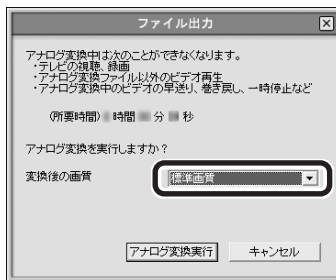 ファイル出力
アナログ変換中は次のことができなくなります。
・テレビの視聴、録画
・アナログ変換ファイル以外のビデオ再生
・アナログ変換中のビデオの早送り、巻き戻し、一時停止など
(所要時間) 時間 分 秒
アナログ変換を実行しますか？
変換後の画質
標準画質
アナログ変換実行 キャンセル